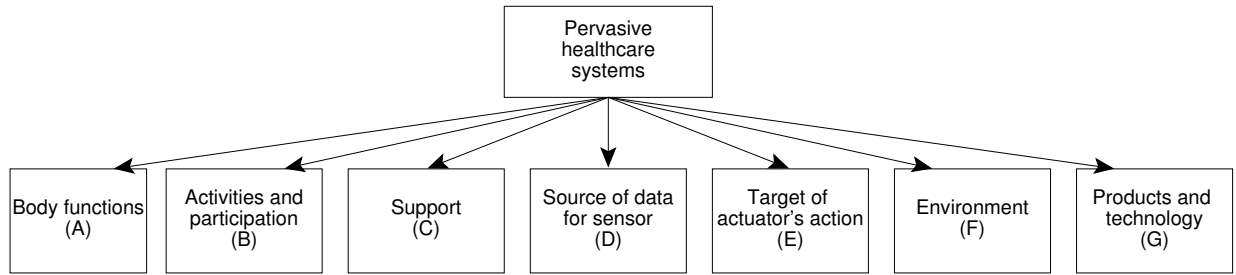 Pervasive
healthcare
systems
Body functions
(A)
Activities and
participation
(B)
Support
(C)
Source of data
for sensor
(D)
Target of
actuator's action
(E)
Environment
(F)
Products and
technology
(G)